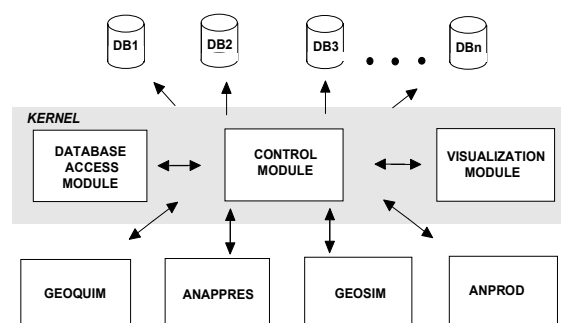 DB1
DB2
DB3
DBn
KERNEL
DATABASE
ACCESS
MODULE
CONTROL
MODULE
VISUALIZATION
MODULE
GEOQUIM
ANAPPRES
GEOSIM
ANPROD